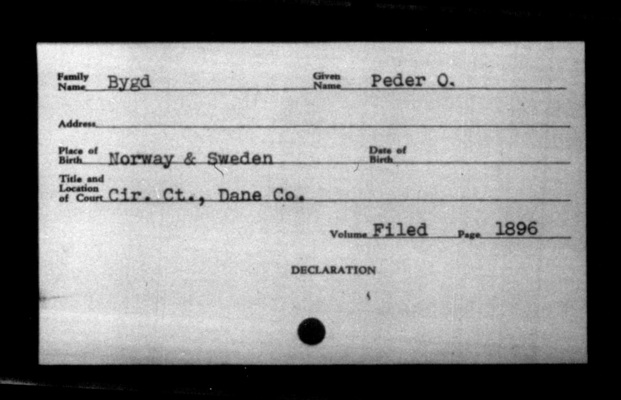 Family Name Bygd Given Name Peder O.
Address
Place of Birth Norway & Sweden Date of Birth
Title and Location of Court Cir. Ct., Dane Co.
Volume Filed Page 1896
DECLARATION